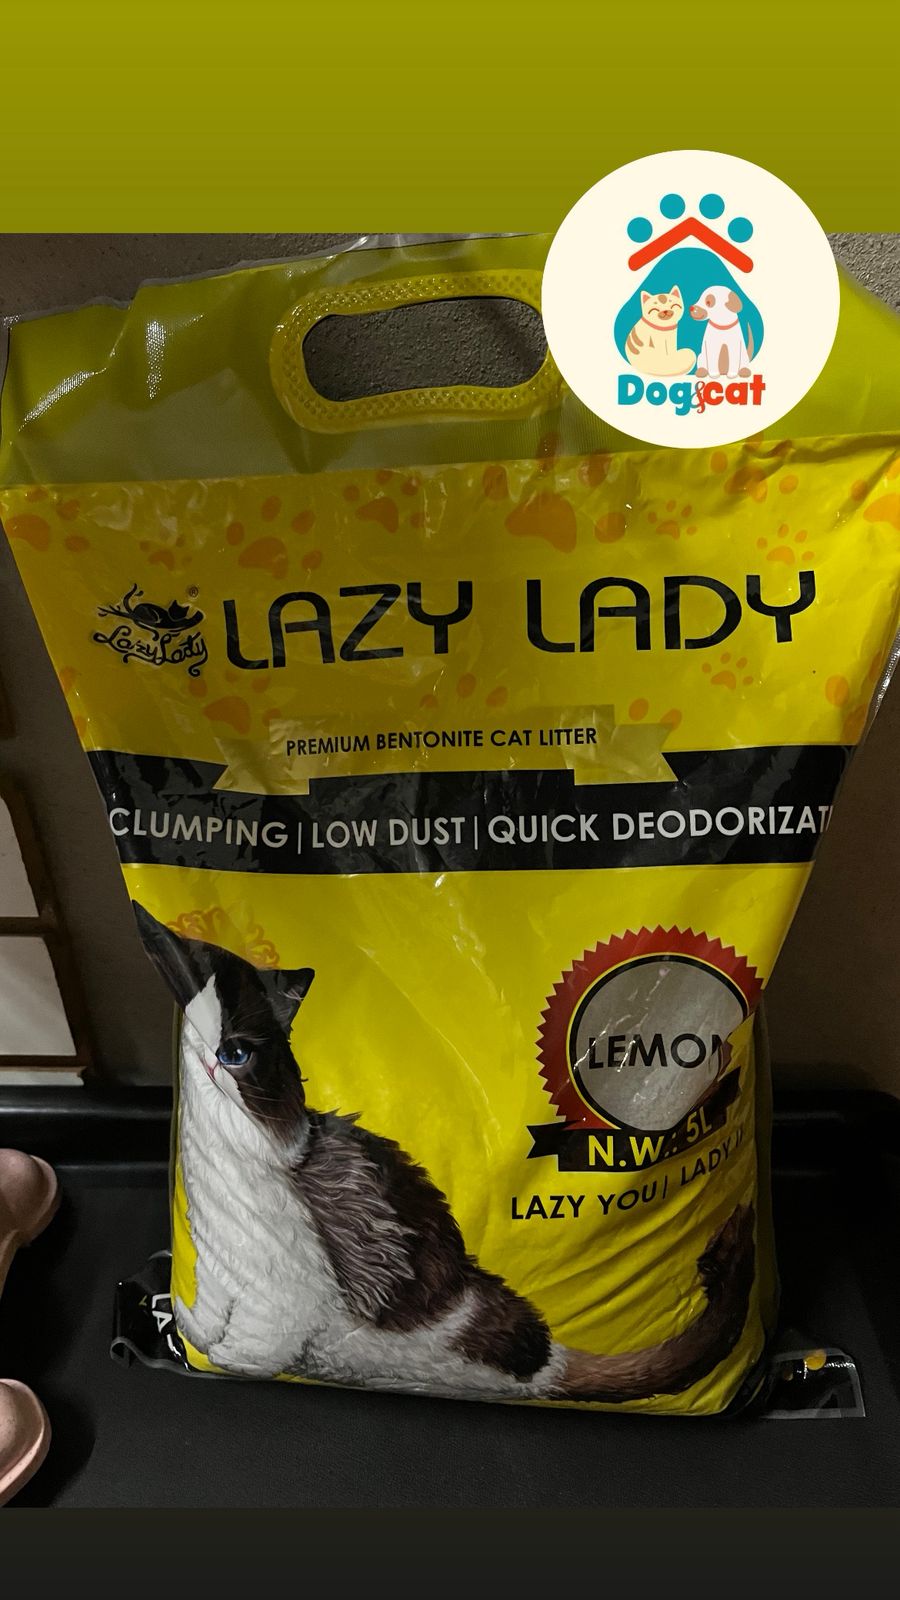 Dog&cat
Lazy Lady ®
LAZY LADY
PREMIUM BENTONITE CAT LITTER
CLUMPING | LOW DUST | QUICK DEODORIZAT
LEMON
N.W.: 5L
LAZY YOU | LADY
LA